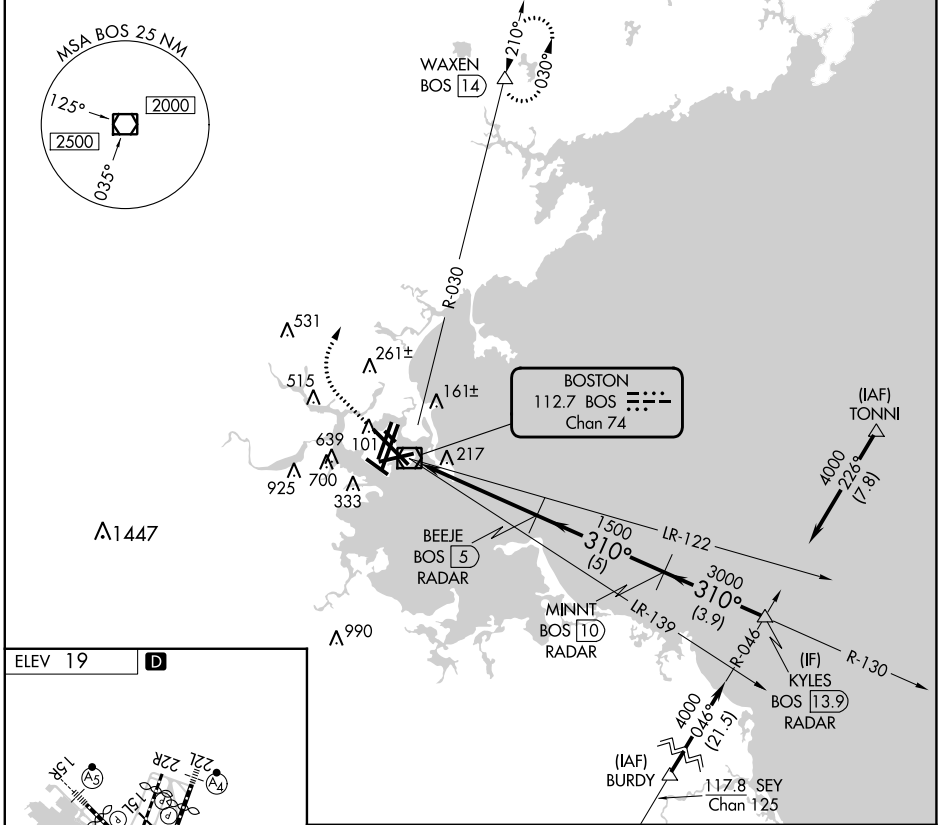 MSA BOS 25 NM
125°
2000
2500
035°
WAXEN
BOS 14
210°
030°
R-030
531
261±
515
161±
101
639
217
925
700
333
1447
990
BOSTON
112.7 BOS
Chan 74
(IAF)
TONNI
4000
226°
(7.8)
BEEJE
BOS 5
RADAR
1500
310°
(5)
LR-122
3000
310°
(3.9)
MINNT
BOS 10
RADAR
LR-139
R-046
R-130
(IF)
KYLES
BOS 13.9
RADAR
4000
046°
(21.5)
(IAF)
BURDY
117.8 SEY
Chan 125
ELEV 19
D
15R
A5
15L
22R
22L
A4
P
P
P